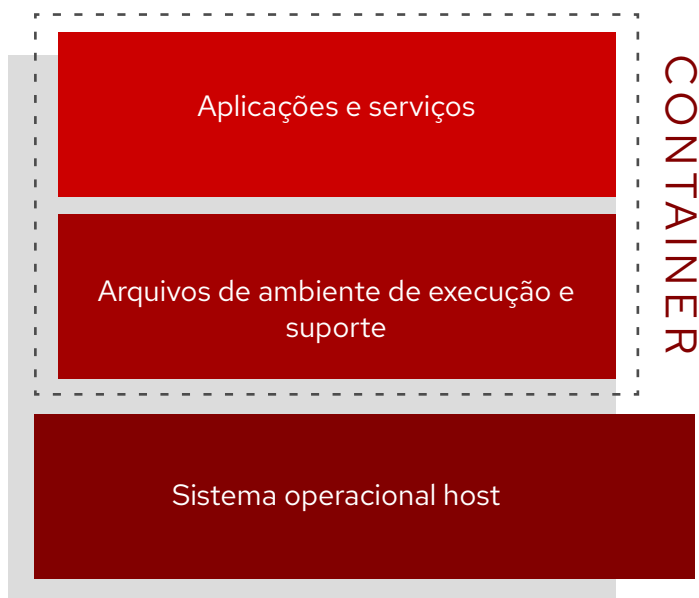 Aplicações e serviços
Arquivos de ambiente de execução e
suporte
Sistema operacional host
CONTAINER